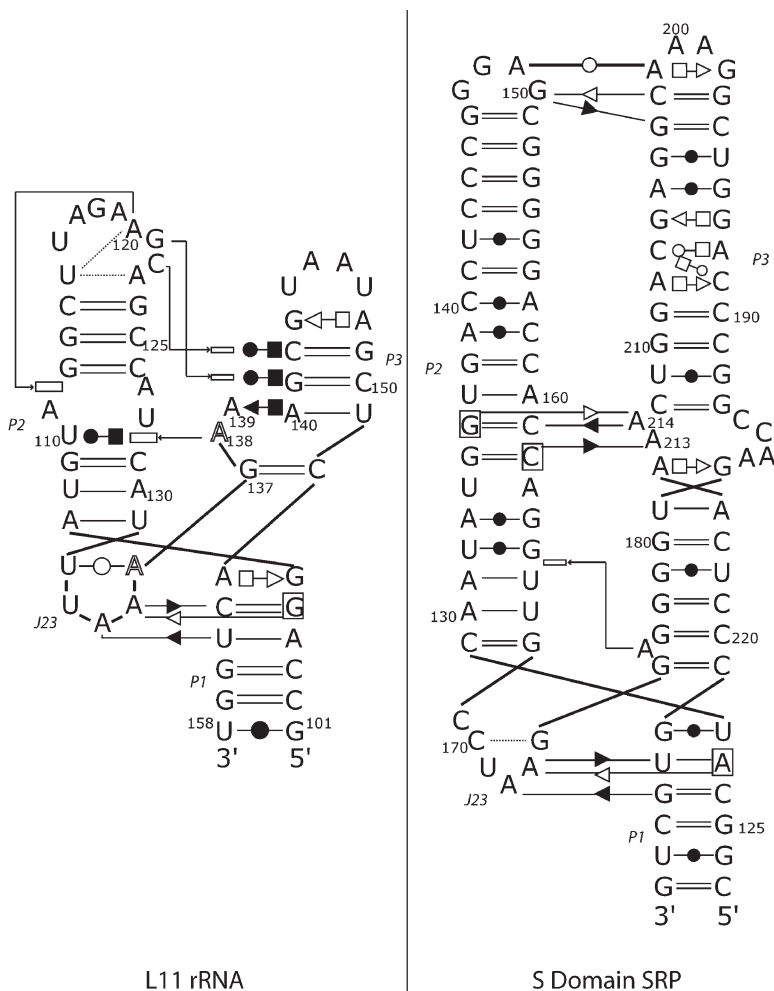 A G A A
120
U G
C
U A
C G
G C
125
G C
A A
P2
110 U U
G C
U A
130
A U
U A
U A
A
J23
A A
U U
G A
C G
P3
G C
150
A A U
139 140
A
138
G C
137
A G
C G
U A
G C
P1
G C
158 U G 101
3' 5'
L11 rRNA
G A
G 150 G
G C
C G
C G
C G
U G
C G
140 C A
A C
G C
P2
U A
160
G C
G C
U A
A G
U G
A U
130 A U
C G
C
170 C G
U A
A
J23
200
A A
A G
C G
G C
G U
A G
G G
C A
P3
A C
G C
190
210 G G
U G
C G C
A 214 C
A 213 A A
A G
U A
180 G C
G U
G C
G C 220
A G C
G U
U A
G C
C G 125
P1
U G
G C
3' 5'
S Domain SRP